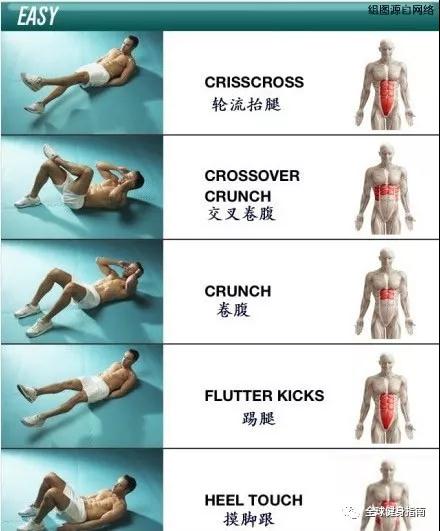 EASY
组图源自网络
CRISSCROSS
轮流抬腿
CROSSOVER
CRUNCH
交叉卷腹
CRUNCH
卷腹
FLUTTER KICKS
踢腿
HEEL TOUCH
摸脚跟
全球健身指南